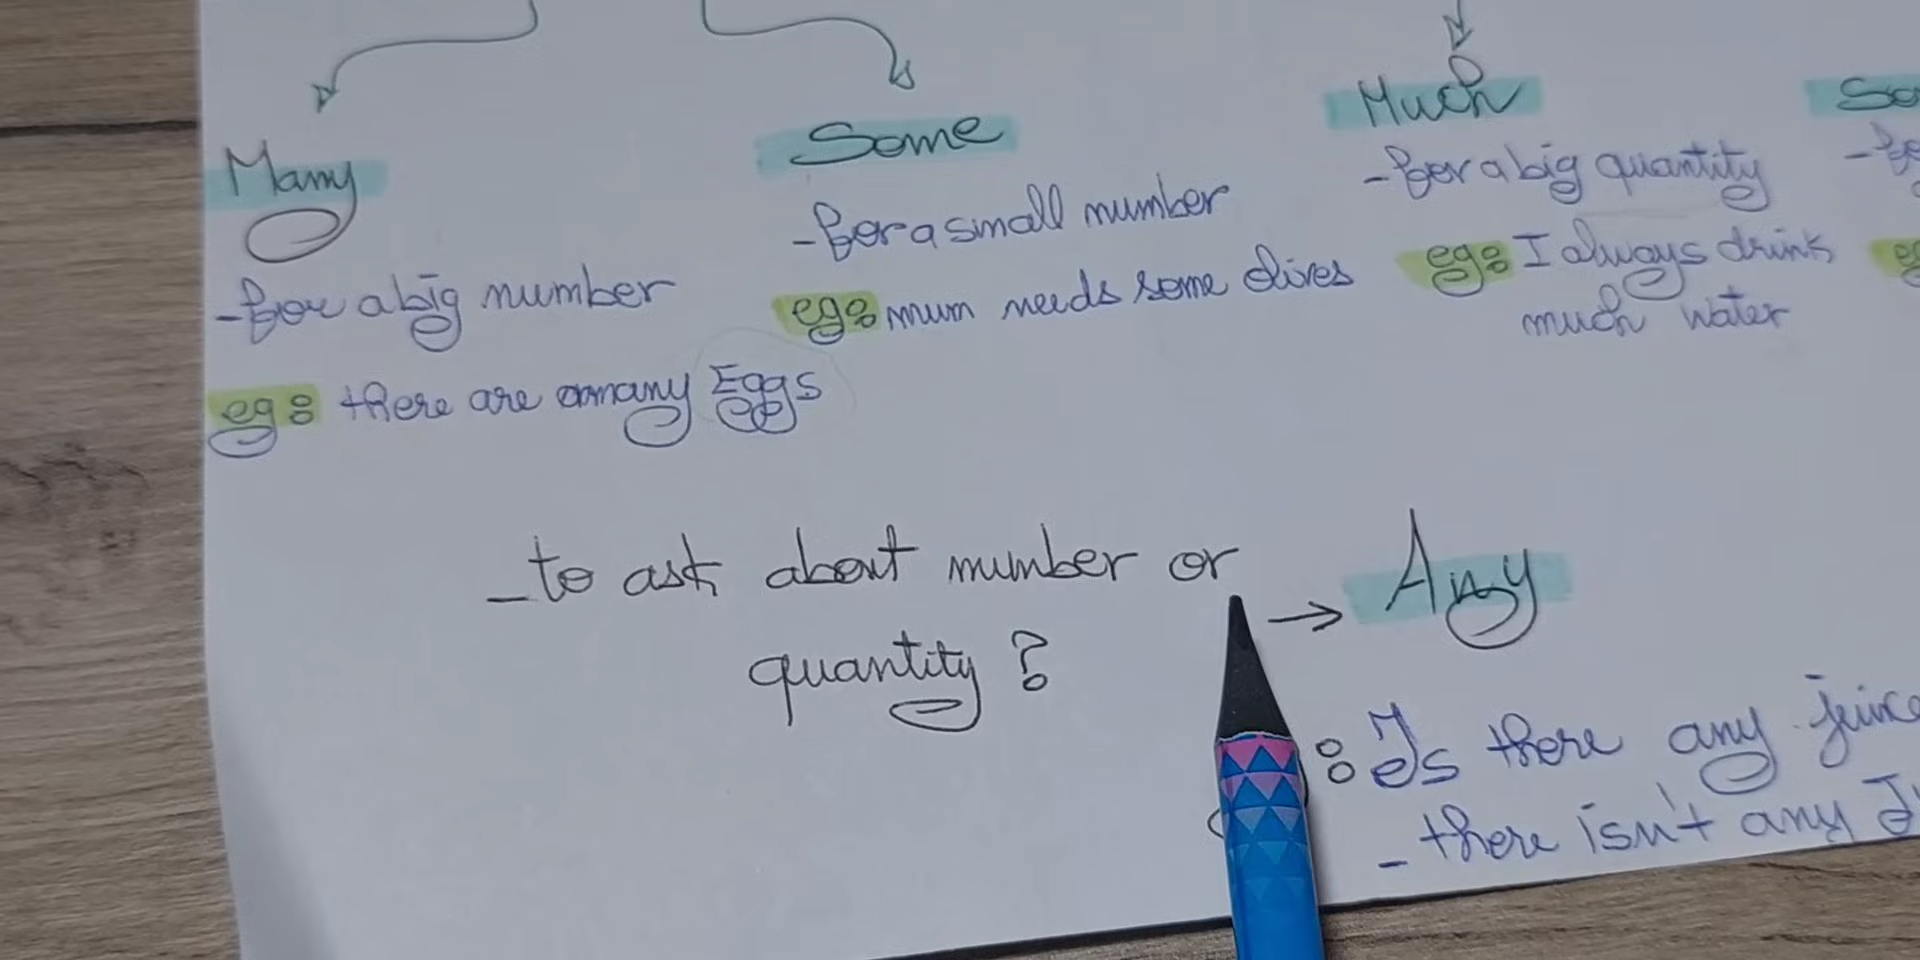 Many
- for a big number
eg: there are many Eggs
Some
- for a small number
eg: mum needs some olives
Much
- for a big quantity
eg: I always drink
much water
- to ask about number or
quantity ?
→ Any
: Is there any juice
- there isn't any